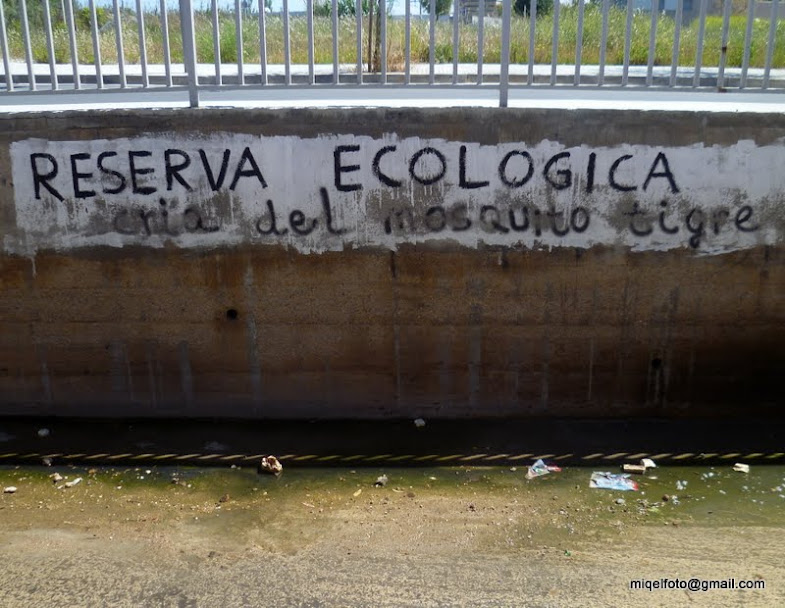 RESERVA ECOLOGICA
cria del mosquito tigre
miqelfoto@gmail.com